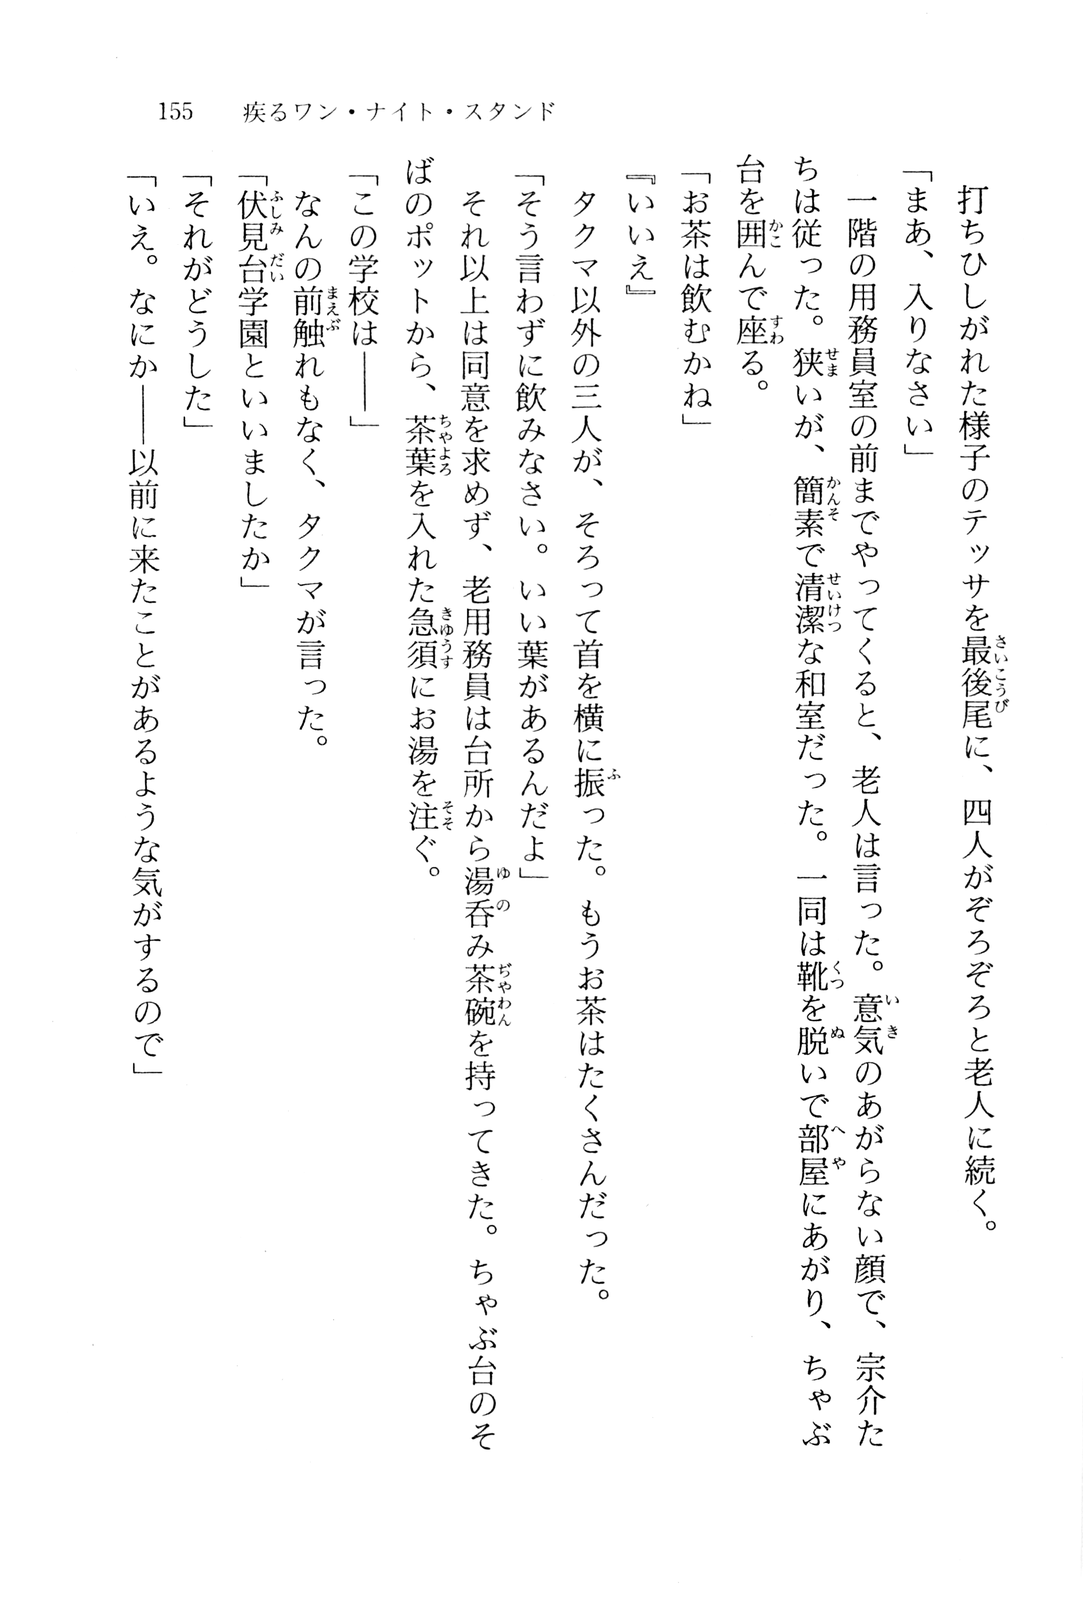 155　疾るワン・ナイト・スタンド
打ちひしがれた様子のテッサを最後尾に、四人がぞろぞろと老人に続く。
「まあ、入りなさい」
一階の用務員室の前までやってくると、老人は言った。意気のあがらない顔で、宗介た
ちは従った。狭いが、簡素で清潔な和室だった。一同は靴を脱いで部屋にあがり、ちゃぶ
台を囲んで座る。
「お茶は飲むかね」
『いいえ』
タクマ以外の三人が、そろって首を横に振った。もうお茶はたくさんだった。
「そう言わずに飲みなさい。いい葉があるんだよ」
それ以上は同意を求めず、老用務員は台所から湯呑み茶碗を持ってきた。ちゃぶ台のそ
ばのポットから、茶葉を入れた急須にお湯を注ぐ。
「この学校は――」
なんの前触れもなく、タクマが言った。
「伏見台学園といいましたか」
「それがどうした」
「いえ。なにか――以前に来たことがあるような気がするので」